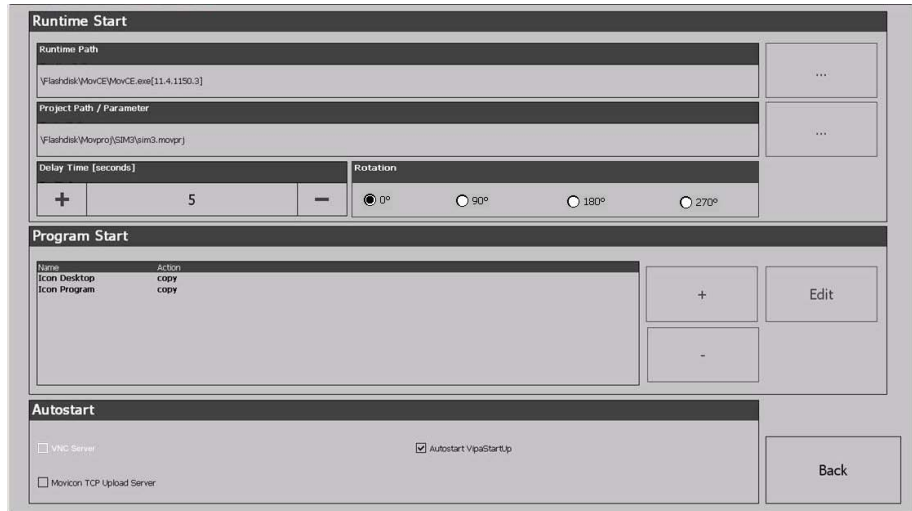 Runtime Start
Runtime Path
\Flashdisk\MovCE\MovCE.exe[11.4.1150.3]
...
Project Path / Parameter
\Flashdisk\Movproj\SIM3\sim3.movprj
...
Delay Time [seconds]
+ 5 −
Rotation
0° 90° 180° 270°
Program Start
Name Action
Icon Desktop copy
Icon Program copy
+ Edit
-
Autostart
VNC Server Autostart VipaStartUp
Movicon TCP Upload Server
Back